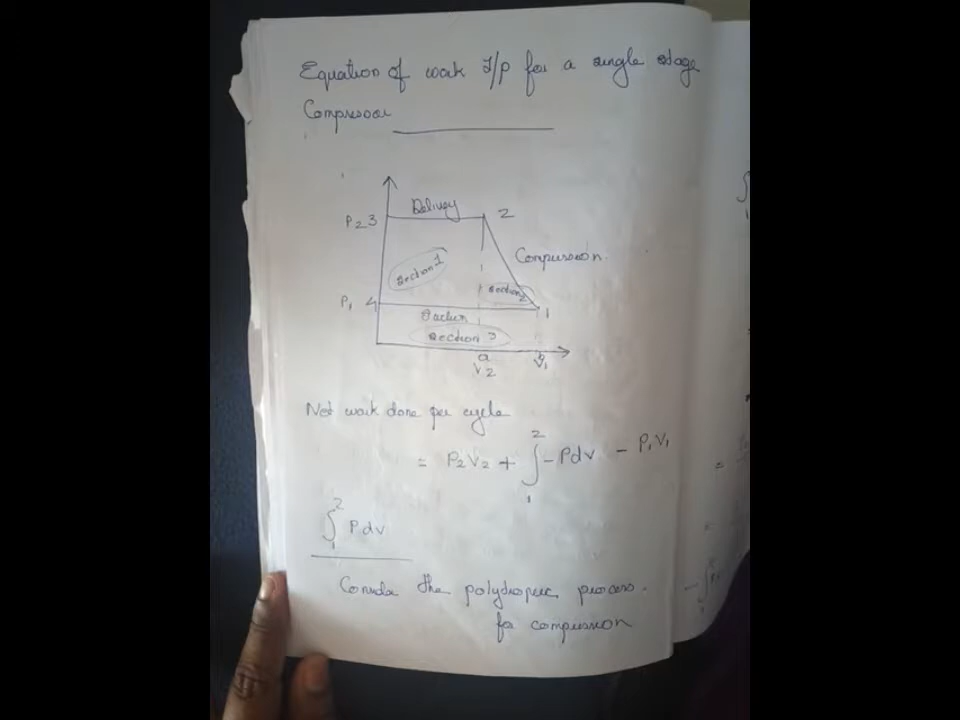 Equation of work I/p for a single stage
Compressor
Delivery
P2 3
2
Compression.
Section 1
Section 2
P1 4
1
Suction
Section 3
a
b
V2
V1
Net work done per cycle
= P2V2 + ∫₁² -Pdv - P1V1
∫₁² Pdv
Consider the polytropic process.
for compression